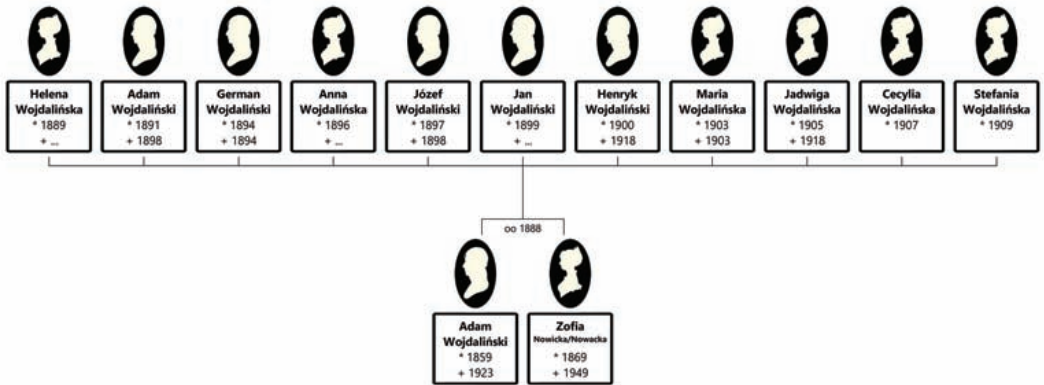 Helena
Wojdalińska
* 1889
+ ...
Adam
Wojdaliński
* 1891
+ 1898
German
Wojdaliński
* 1894
+ 1894
Anna
Wojdalińska
* 1896
+ ...
Józef
Wojdaliński
* 1897
+ 1898
Jan
Wojdaliński
* 1899
+ ...
Henryk
Wojdaliński
* 1900
+ 1918
Maria
Wojdalińska
* 1903
+ 1903
Jadwiga
Wojdalińska
* 1905
+ 1918
Cecylia
Wojdalińska
* 1907
Stefania
Wojdalińska
* 1909
oo 1888
Adam
Wojdaliński
* 1859
+ 1923
Zofia
Nowicka/Nowacka
* 1869
+ 1949